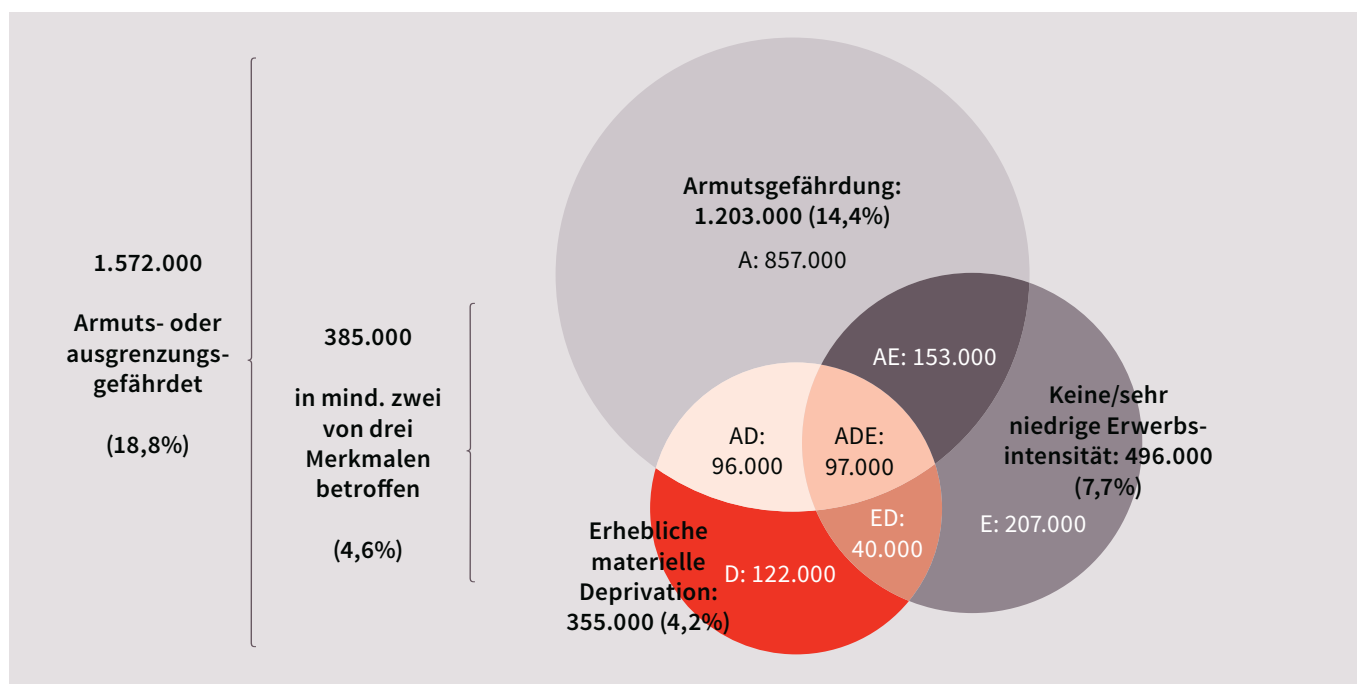 1.572.000
Armuts- oder
ausgrenzungs-
gefährdet
(18,8%)
385.000
in mind. zwei
von drei
Merkmalen
betroffen
(4,6%)
Armutsgefährdung:
1.203.000 (14,4%)
A: 857.000
AE: 153.000
Keine/sehr
niedrige Erwerbs-
intensität: 496.000
(7,7%)
AD:
96.000
ADE:
97.000
ED:
40.000
E: 207.000
Erhebliche
materielle
Deprivation:
355.000 (4,2%)
D: 122.000